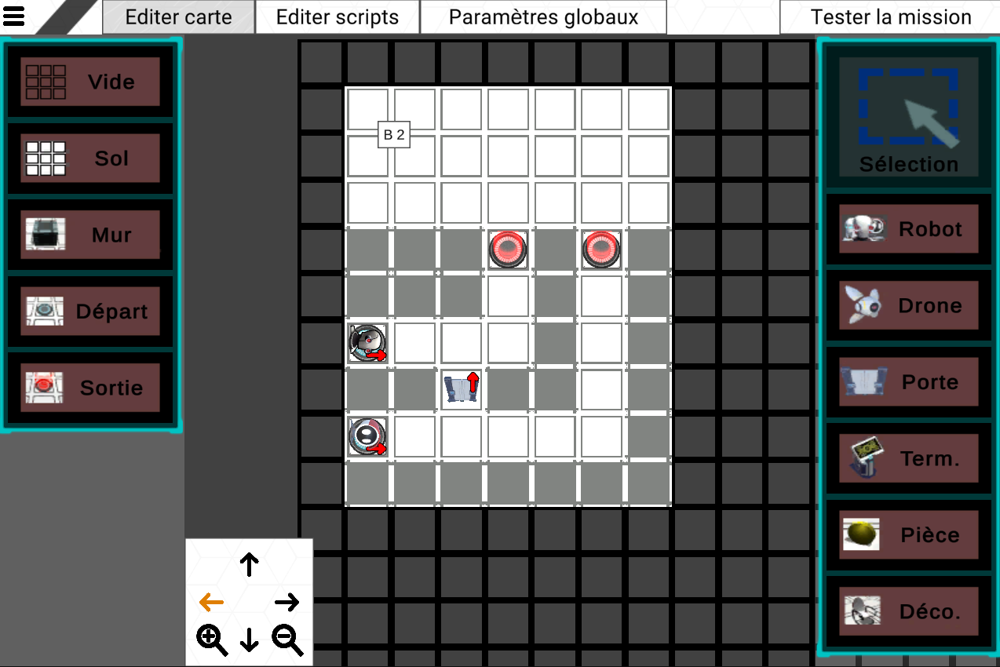 Editer carte
Editer scripts
Paramètres globaux
Tester la mission
Vide
Sol
Mur
Départ
Sortie
B 2
Sélection
Robot
Drone
Porte
Term.
Pièce
Déco.